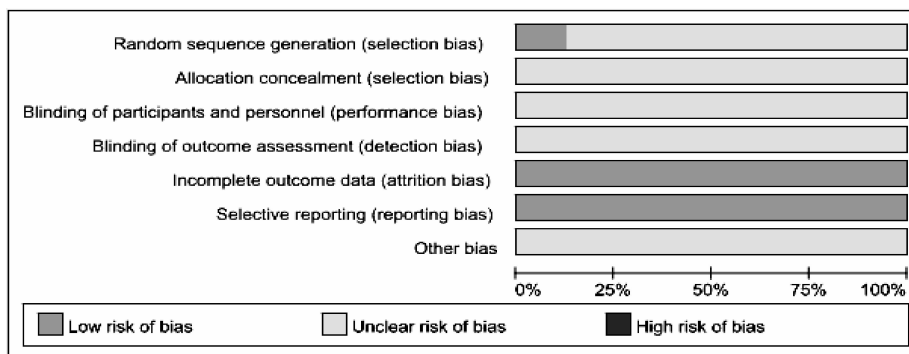 Random sequence generation (selection bias)
Allocation concealment (selection bias)
Blinding of participants and personnel (performance bias)
Blinding of outcome assessment (detection bias)
Incomplete outcome data (attrition bias)
Selective reporting (reporting bias)
Other bias
0% 25% 50% 75% 100%
Low risk of bias Unclear risk of bias High risk of bias